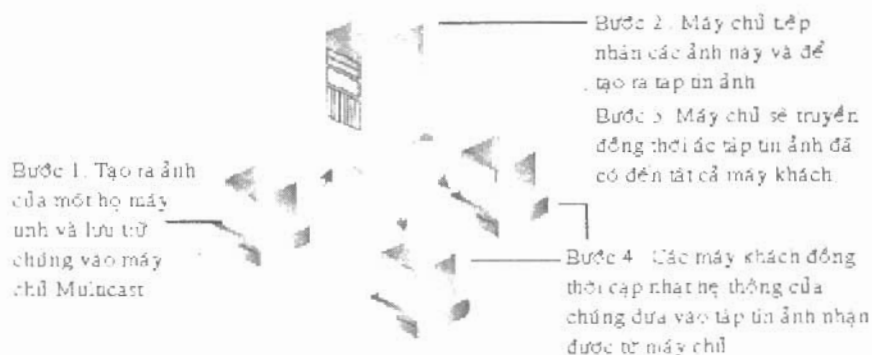 Bước 1. Tạo ra ảnh
của một họ máy
và lưu trữ
chúng vào máy
chủ Multicast
Bước 2. Máy chủ tiếp
nhận các ảnh này và để
tạo ra tập tin ảnh
Bước 3 Máy chủ sẽ truyền
đồng thời ác tập tin ảnh đã
có đến tất cả máy khách.
Bước 4. Các máy khách đồng
thời cập nhật hệ thống của
chúng dựa vào tập tin ảnh nhận
được từ máy chủ